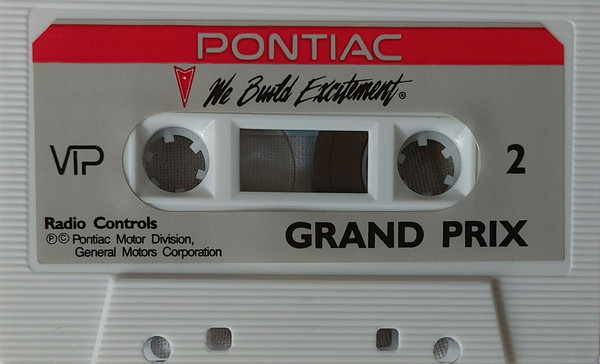 PONTIAC
We Build Excitement®
VIP
2
Radio Controls
GRAND PRIX
℗© Pontiac Motor Division,
General Motors Corporation